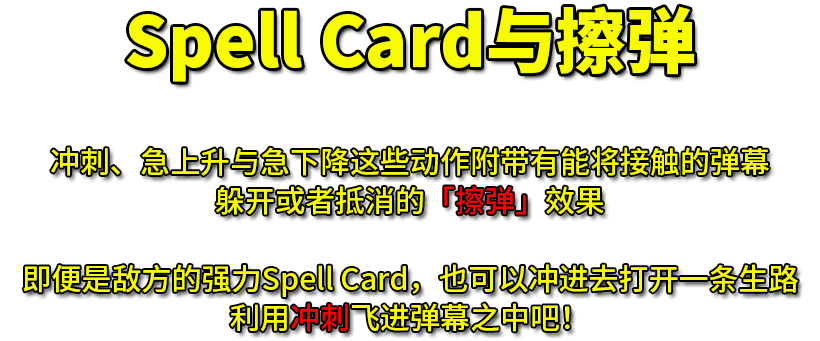 Spell Card与擦弹
冲刺、急上升与急下降这些动作附带有能将接触的弹幕
躲开或者抵消的「擦弹」效果
即便是敌方的强力Spell Card，也可以冲进去打开一条生路
利用冲刺飞进弹幕之中吧！